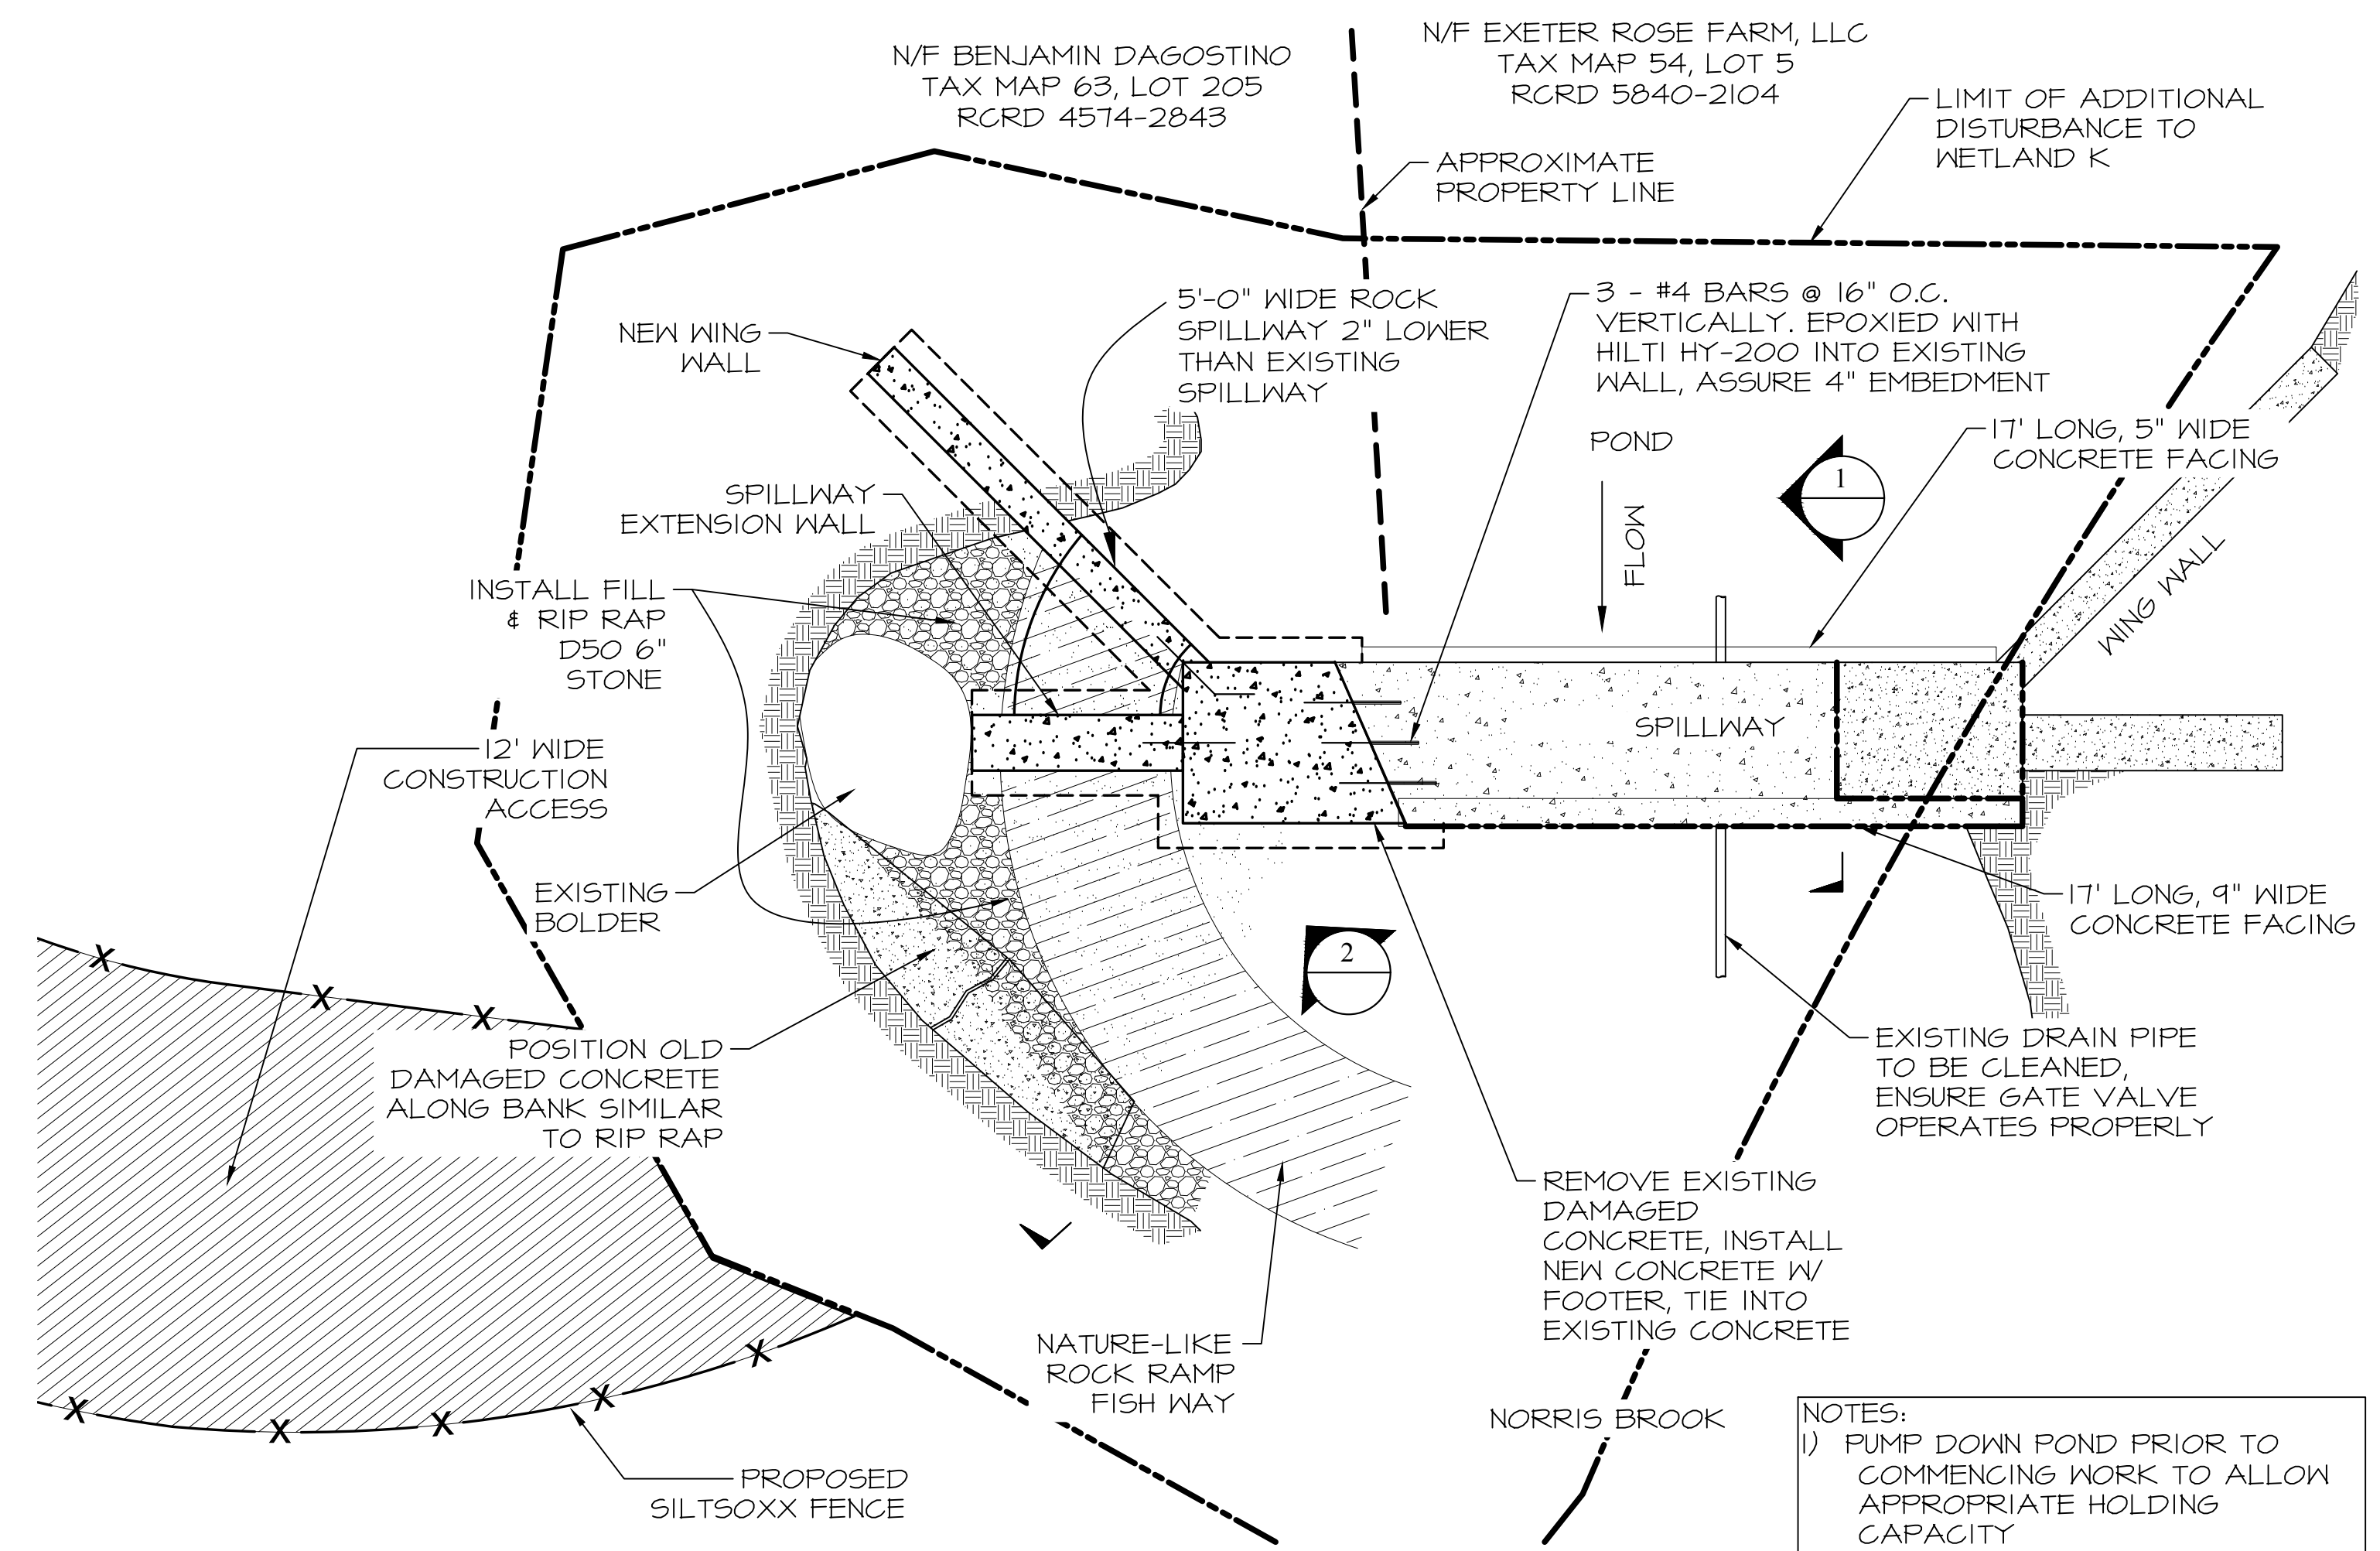 N/F BENJAMIN DAGOSTINO
TAX MAP 63, LOT 205
RCRD 4574-2843
N/F EXETER ROSE FARM, LLC
TAX MAP 54, LOT 5
RCRD 5840-2104
LIMIT OF ADDITIONAL
DISTURBANCE TO
WETLAND K
APPROXIMATE
PROPERTY LINE
5'-0" WIDE ROCK
SPILLWAY 2" LOWER
THAN EXISTING
SPILLWAY
3 - #4 BARS @ 16" O.C.
VERTICALLY. EPOXIED WITH
HILTI HY-200 INTO EXISTING
WALL, ASSURE 4" EMBEDMENT
NEW WING
WALL
POND
FLOW
1
17' LONG, 5" WIDE
CONCRETE FACING
SPILLWAY
EXTENSION WALL
WING WALL
INSTALL FILL
& RIP RAP
D50 6"
STONE
SPILLWAY
12' WIDE
CONSTRUCTION
ACCESS
EXISTING
BOLDER
17' LONG, 9" WIDE
CONCRETE FACING
2
POSITION OLD
DAMAGED CONCRETE
ALONG BANK SIMILAR
TO RIP RAP
EXISTING DRAIN PIPE
TO BE CLEANED,
ENSURE GATE VALVE
OPERATES PROPERLY
REMOVE EXISTING
DAMAGED
CONCRETE, INSTALL
NEW CONCRETE W/
FOOTER, TIE INTO
EXISTING CONCRETE
NATURE-LIKE
ROCK RAMP
FISH WAY
NORRIS BROOK
PROPOSED
SILTSOXX FENCE
X
X
X
X
X
X
X
X
NOTES:
1) PUMP DOWN POND PRIOR TO
COMMENCING WORK TO ALLOW
APPROPRIATE HOLDING
CAPACITY